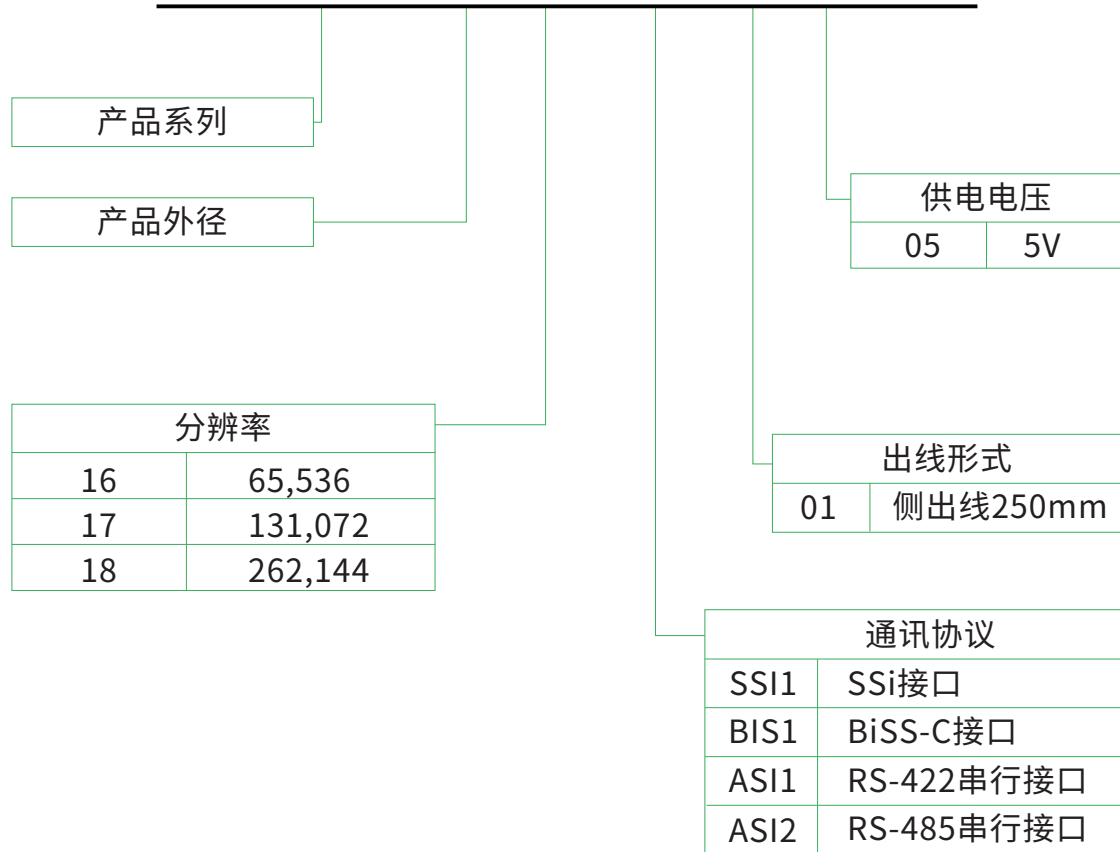 产品系列
产品外径
供电电压
05 5V
分辨率
16 65,536
17 131,072
18 262,144
出线形式
01 侧出线250mm
通讯协议
SSI1 SSi接口
BIS1 BiSS-C接口
ASI1 RS-422串行接口
ASI2 RS-485串行接口